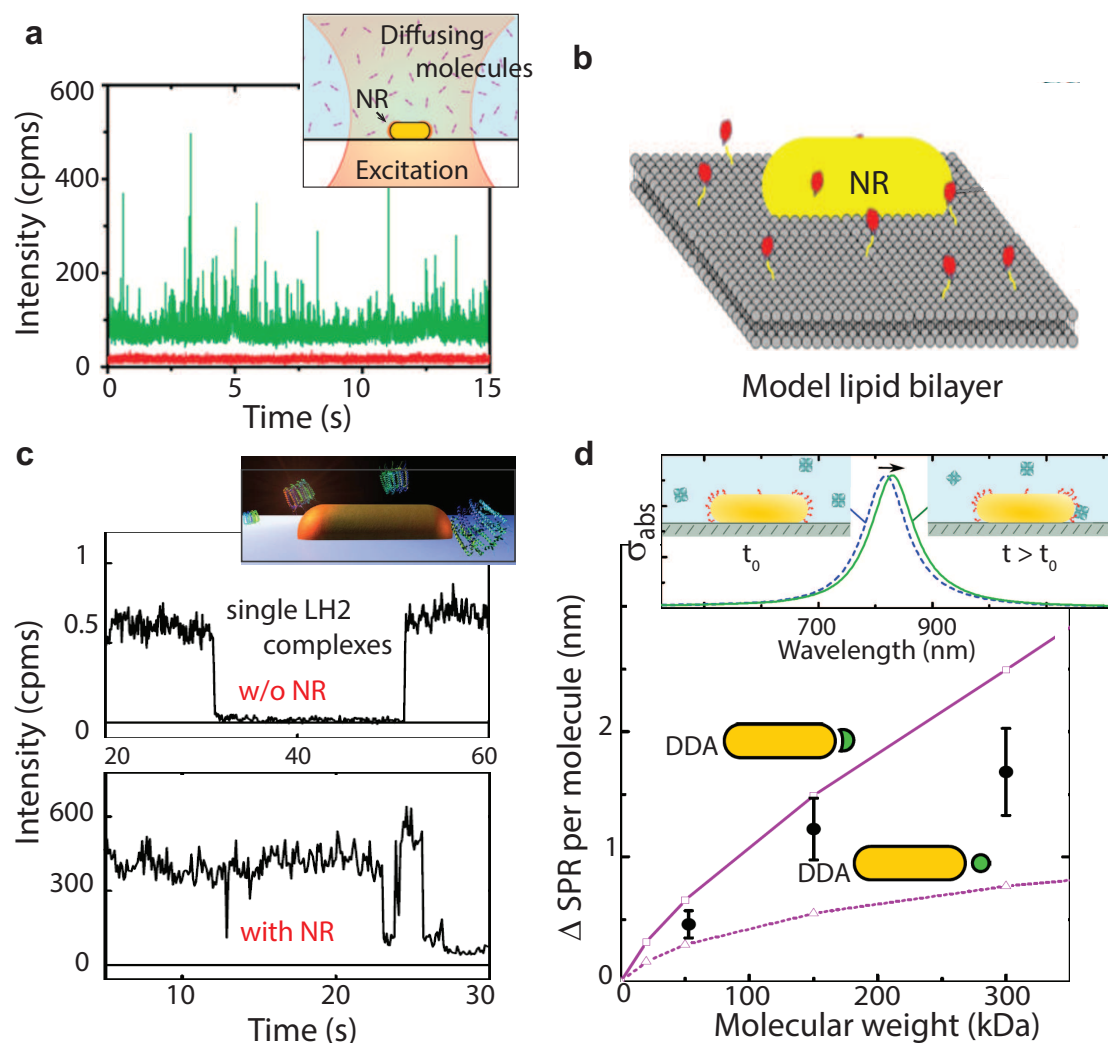 a
Diffusing
molecules
NR
Excitation
600
400
200
0
0
5
10
15
Intensity (cpms)
Time (s)
b
NR
Model lipid bilayer
c
1
0.5
0
single LH2
complexes
w/o NR
20
40
60
Intensity (cpms)
600
300
0
with NR
10
20
30
Time (s)
d
σabs
t0
t > t0
700
900
Wavelength (nm)
Δ SPR per molecule (nm)
2
1
0
DDA
DDA
0
100
200
300
Molecular weight (kDa)